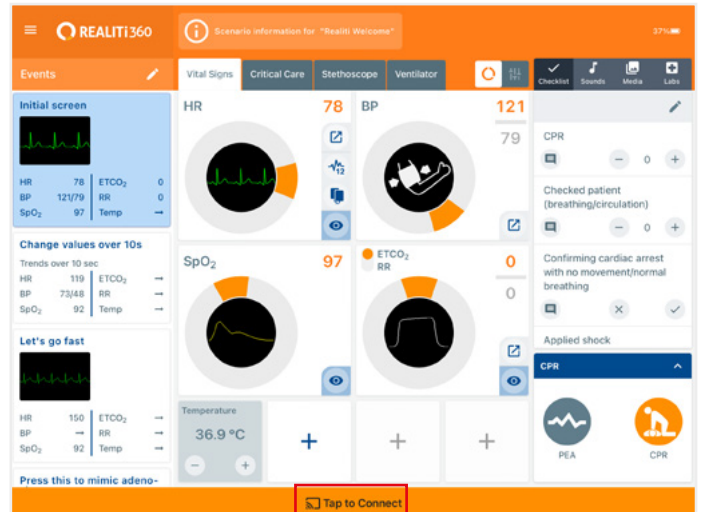 REALITi360
Scenario information for "Realiti Welcome"
37%
Events
Vital Signs
Critical Care
Stethoscope
Ventilator
Checklist
Sounds
Media
Labs
Initial screen
HR 78 ETCO2 0
BP 121/79 RR 0
SpO2 97 Temp →
Change values over 10s
Trends over 10 sec
HR 119 ETCO2 →
BP 73/48 RR →
SpO2 92 Temp →
Let's go fast
HR 150 ETCO2 →
BP → RR →
SpO2 92 Temp →
Press this to mimic adeno-
HR 78
12
BP 121
79
SpO2 97
ETCO2 0
RR
0
Temperature
36.9 °C
− +
+
+
+
CPR
− 0 +
Checked patient
(breathing/circulation)
− 0 +
Confirming cardiac arrest
with no movement/normal
breathing
Applied shock
CPR
PEA
CPR
Tap to Connect